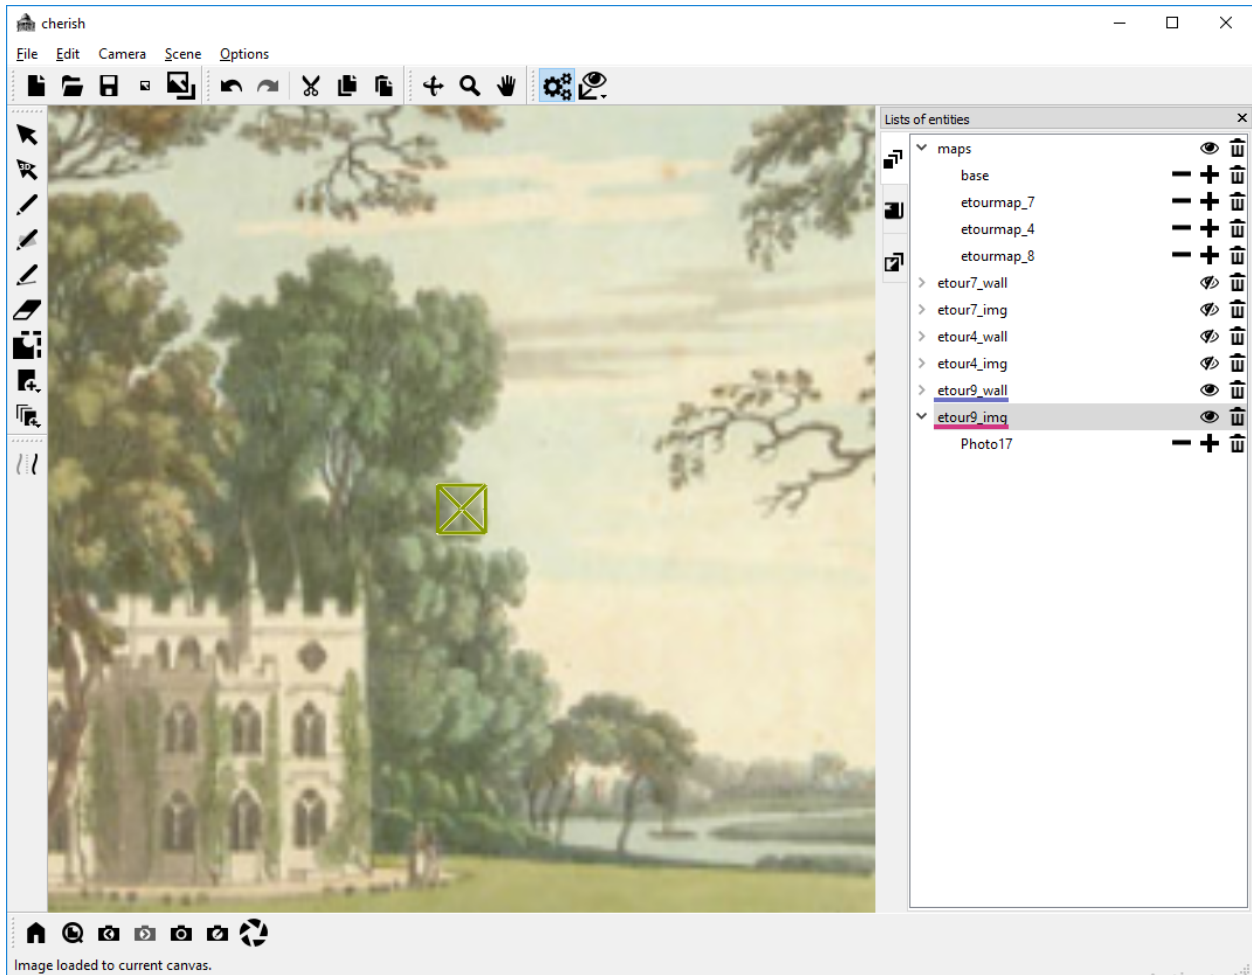 cherish
File Edit Camera Scene Options
Lists of entities
maps
base
etourmap_7
etourmap_4
etourmap_8
etour7_wall
etour7_img
etour4_wall
etour4_img
etour9_wall
etour9_img
Photo17
Image loaded to current canvas.